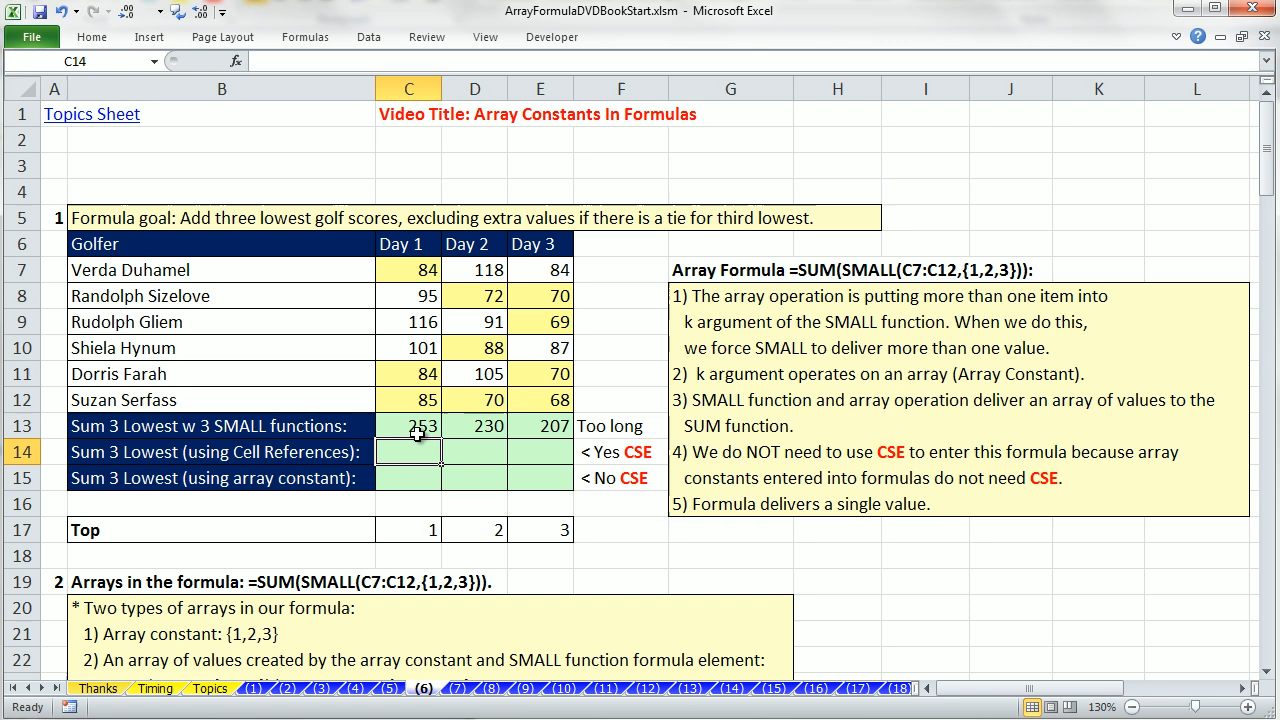 ArrayFormulaDVDBookStart.xlsm - Microsoft Excel
File Home Insert Page Layout Formulas Data Review View Developer
C14 fx
A B C D E F G H I J K L
1 Topics Sheet Video Title: Array Constants In Formulas
2
3
4
5 1 Formula goal: Add three lowest golf scores, excluding extra values if there is a tie for third lowest.
6 Golfer Day 1 Day 2 Day 3
7 Verda Duhamel 84 118 84 Array Formula =SUM(SMALL(C7:C12,{1,2,3})):
8 Randolph Sizelove 95 72 70 1) The array operation is putting more than one item into
9 Rudolph Gliem 116 91 69 k argument of the SMALL function. When we do this,
10 Shiela Hynum 101 88 87 we force SMALL to deliver more than one value.
11 Dorris Farah 84 105 70 2) k argument operates on an array (Array Constant).
12 Suzan Serfass 85 70 68 3) SMALL function and array operation deliver an array of values to the
13 Sum 3 Lowest w 3 SMALL functions: 253 230 207 Too long SUM function.
14 Sum 3 Lowest (using Cell References): < Yes CSE 4) We do NOT need to use CSE to enter this formula because array
15 Sum 3 Lowest (using array constant): < No CSE constants entered into formulas do not need CSE.
16 5) Formula delivers a single value.
17 Top 1 2 3
18
19 2 Arrays in the formula: =SUM(SMALL(C7:C12,{1,2,3})).
20 * Two types of arrays in our formula:
21 1) Array constant: {1,2,3}
22 2) An array of values created by the array constant and SMALL function formula element:
Thanks Timing Topics (1) (2) (3) (4) (5) (6) (7) (8) (9) (10) (11) (12) (13) (14) (15) (16) (17) (18
Ready 130%